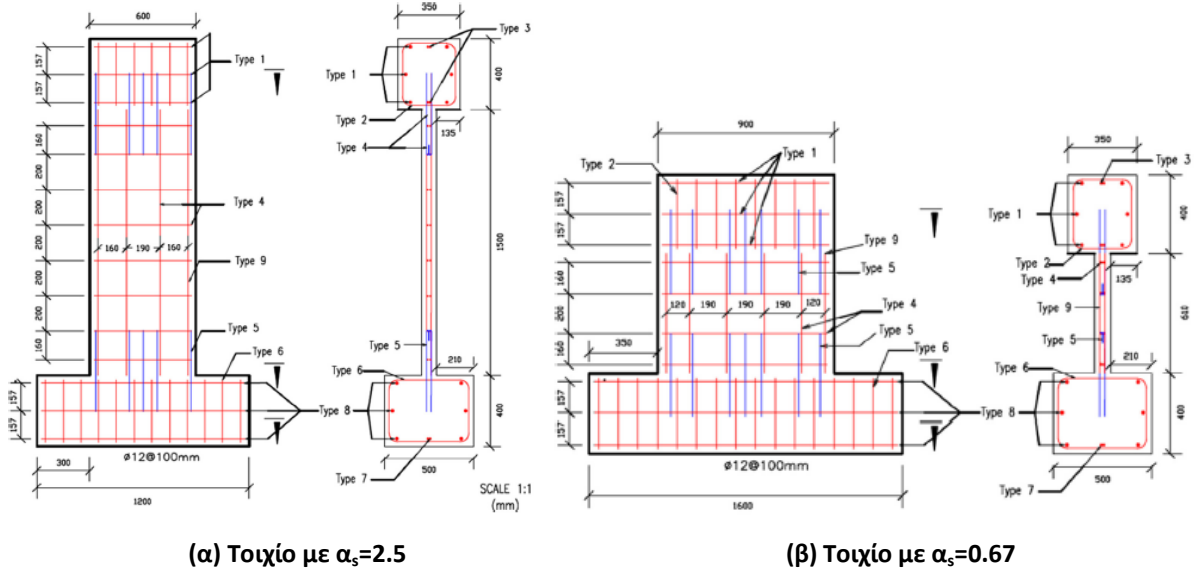 600
350
Type 3
157
157
Type 1
Type 1
400
Type 2
135
Type 4
160
200
200
200
200
160
Type 4
160 190 160
Type 9
1500
Type 5
Type 5
Type 6
Type 6
210
157
157
Type 8
400
ø12@100mm
Type 7
300
1200
500
SCALE 1:1
(mm)
900
350
Type 2
Type 1
Type 3
157
157
Type 1
400
Type 9
Type 2
Type 5
Type 4
135
160
200
160
120 190 190 190 120
Type 4
Type 9
610
Type 5
Type 5
350
Type 6
Type 6
210
157
157
Type 8
400
ø12@100mm
Type 7
1600
500
(α) Τοιχίο με αs=2.5
(β) Τοιχίο με αs=0.67